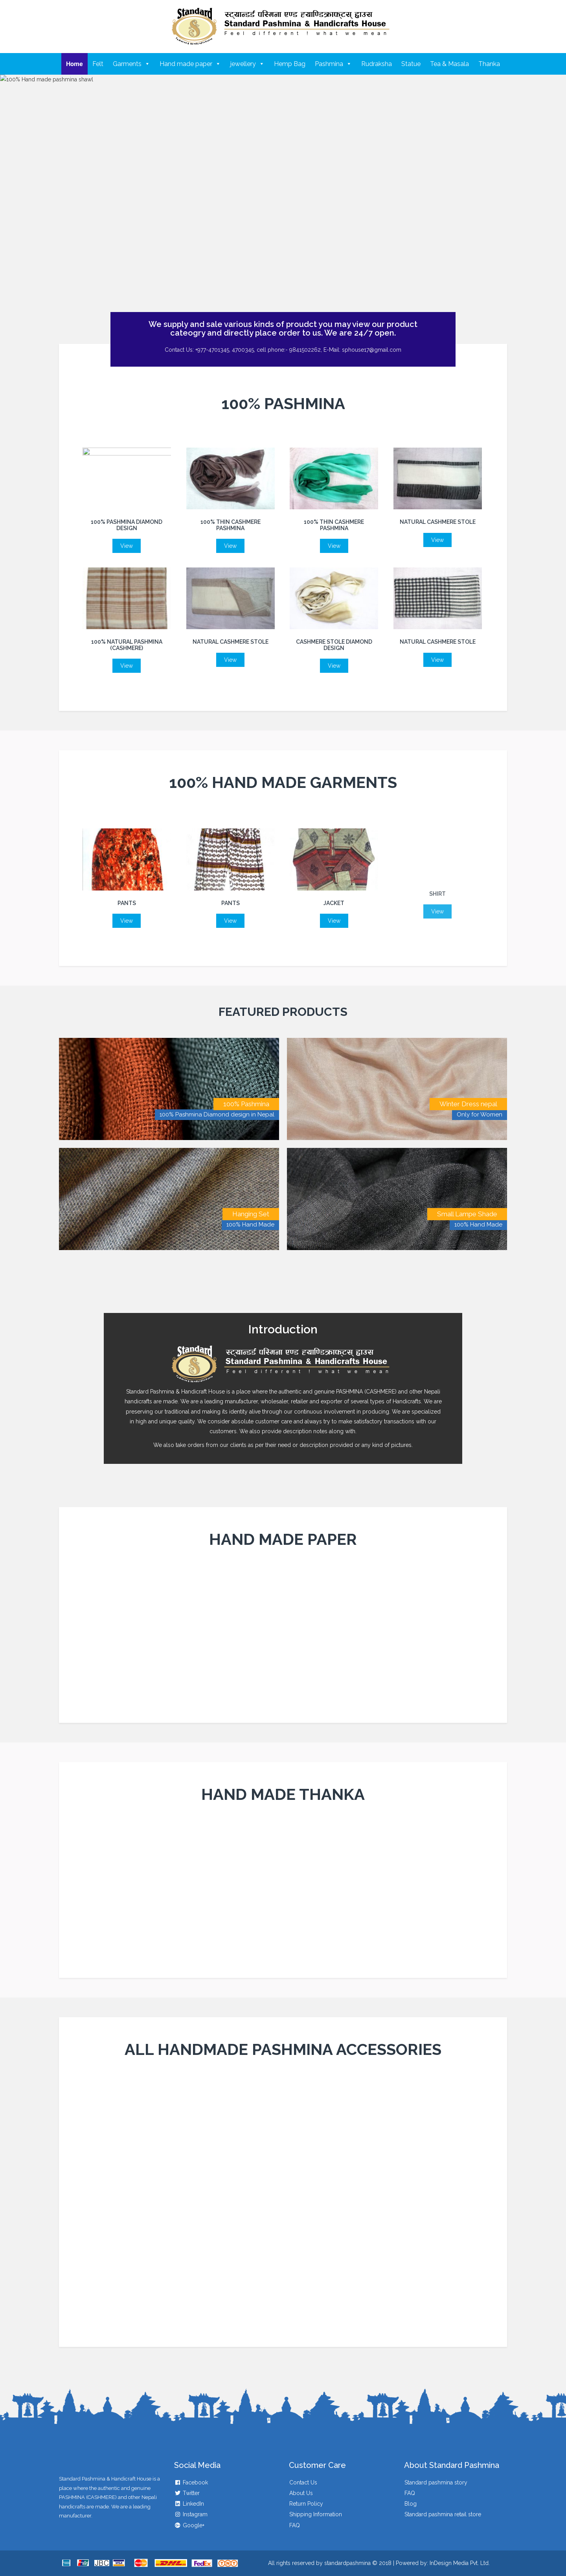 Standard
स्ट्यान्डर्ड पश्मिना एण्ड ह्याण्डिक्राफ्ट्स् हाउस
Standard Pashmina & Handicrafts House
Feel different ! what we mean
Home Felt Garments Hand made paper jewellery Hemp Bag Pashmina Rudraksha Statue Tea & Masala Thanka
100% Hand made pashmina shawl
We supply and sale various kinds of proudct you may view our product
cateogry and directly place order to us. We are 24/7 open.
Contact Us: +977-4701345, 4700345, cell phone:- 9841502262, E-Mail: sphouse17@gmail.com
100% PASHMINA
100% PASHMINA DIAMOND
DESIGN
View
100% THIN CASHMERE
PASHMINA
View
100% THIN CASHMERE
PASHMINA
View
NATURAL CASHMERE STOLE
View
100% NATURAL PASHMINA
(CASHMERE)
View
NATURAL CASHMERE STOLE
View
CASHMERE STOLE DIAMOND
DESIGN
View
NATURAL CASHMERE STOLE
View
100% HAND MADE GARMENTS
PANTS
View
PANTS
View
JACKET
View
SHIRT
View
FEATURED PRODUCTS
100% Pashmina
100% Pashmina Diamond design in Nepal
Winter Dress nepal
Only for Women
Hanging Set
100% Hand Made
Small Lampe Shade
100% Hand Made
Introduction
Standard
स्ट्यान्डर्ड पश्मिना एण्ड ह्याण्डिक्राफ्ट्स् हाउस
Standard Pashmina & Handicrafts House
Feel different ! what we mean
Standard Pashmina & Handicraft House is a place where the authentic and genuine PASHMINA (CASHMERE) and other Nepali
handicrafts are made. We are a leading manufacturer, wholesaler, retailer and exporter of several types of Handicrafts. We are
preserving our traditional and making its identity alive through our continuous involvement in producing. We are specialized
in high and unique quality. We consider absolute customer care and always try to make satisfactory transactions with our
customers. We also provide description notes along with.
We also take orders from our clients as per their need or description provided or any kind of pictures.
HAND MADE PAPER
HAND MADE THANKA
ALL HANDMADE PASHMINA ACCESSORIES
Standard Pashmina & Handicraft House is a
place where the authentic and genuine
PASHMINA (CASHMERE) and other Nepali
handicrafts are made. We are a leading
manufacturer.
Social Media
Facebook
Twitter
LinkedIn
Instagram
Google+
Customer Care
Contact Us
About Us
Return Policy
Shipping Information
FAQ
About Standard Pashmina
Standard pashmina story
FAQ
Blog
Standard pashmina retail store
JBC VISA DHL FedEx
All rights reserved by standardpashmina © 2018 | Powered by: InDesign Media Pvt. Ltd.